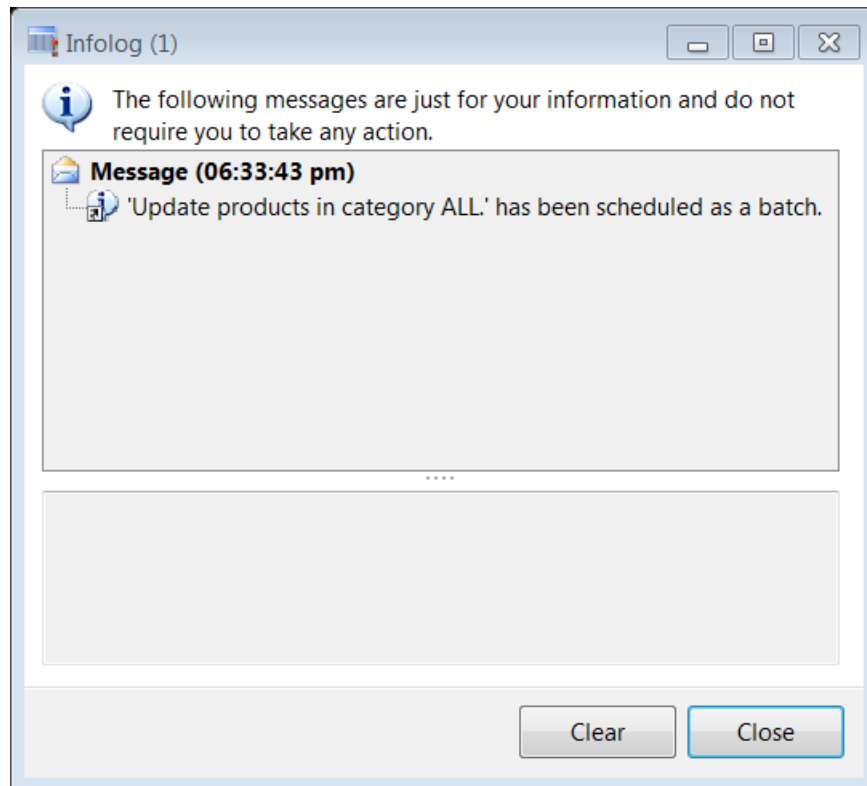 Infolog (1)
The following messages are just for your information and do not
require you to take any action.
Message (06:33:43 pm)
'Update products in category ALL.' has been scheduled as a batch.
Clear
Close